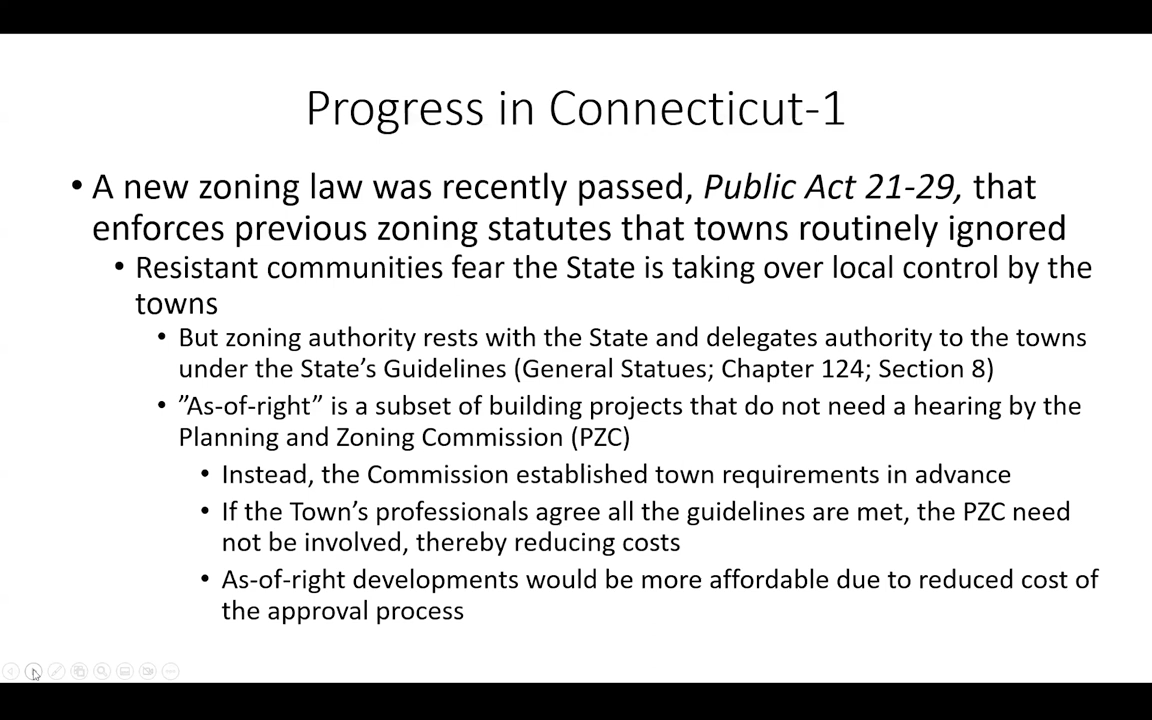 Progress in Connecticut-1
• A new zoning law was recently passed, Public Act 21-29, that
enforces previous zoning statutes that towns routinely ignored
• Resistant communities fear the State is taking over local control by the
towns
• But zoning authority rests with the State and delegates authority to the towns
under the State’s Guidelines (General Statues; Chapter 124; Section 8)
• ”As-of-right” is a subset of building projects that do not need a hearing by the
Planning and Zoning Commission (PZC)
• Instead, the Commission established town requirements in advance
• If the Town’s professionals agree all the guidelines are met, the PZC need
not be involved, thereby reducing costs
• As-of-right developments would be more affordable due to reduced cost of
the approval process